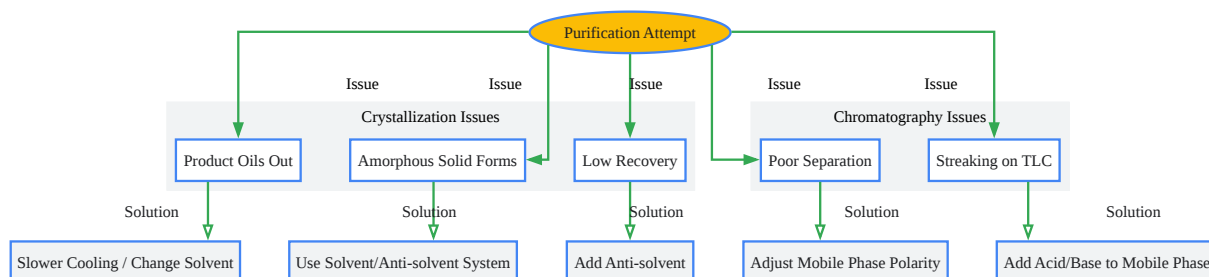 Purification Attempt
Issue
Issue
Issue
Issue
Issue
Crystallization Issues
Chromatography Issues
Product Oils Out
Amorphous Solid Forms
Low Recovery
Poor Separation
Streaking on TLC
Solution
Solution
Solution
Solution
Solution
Slower Cooling / Change Solvent
Use Solvent/Anti-solvent System
Add Anti-solvent
Adjust Mobile Phase Polarity
Add Acid/Base to Mobile Phase